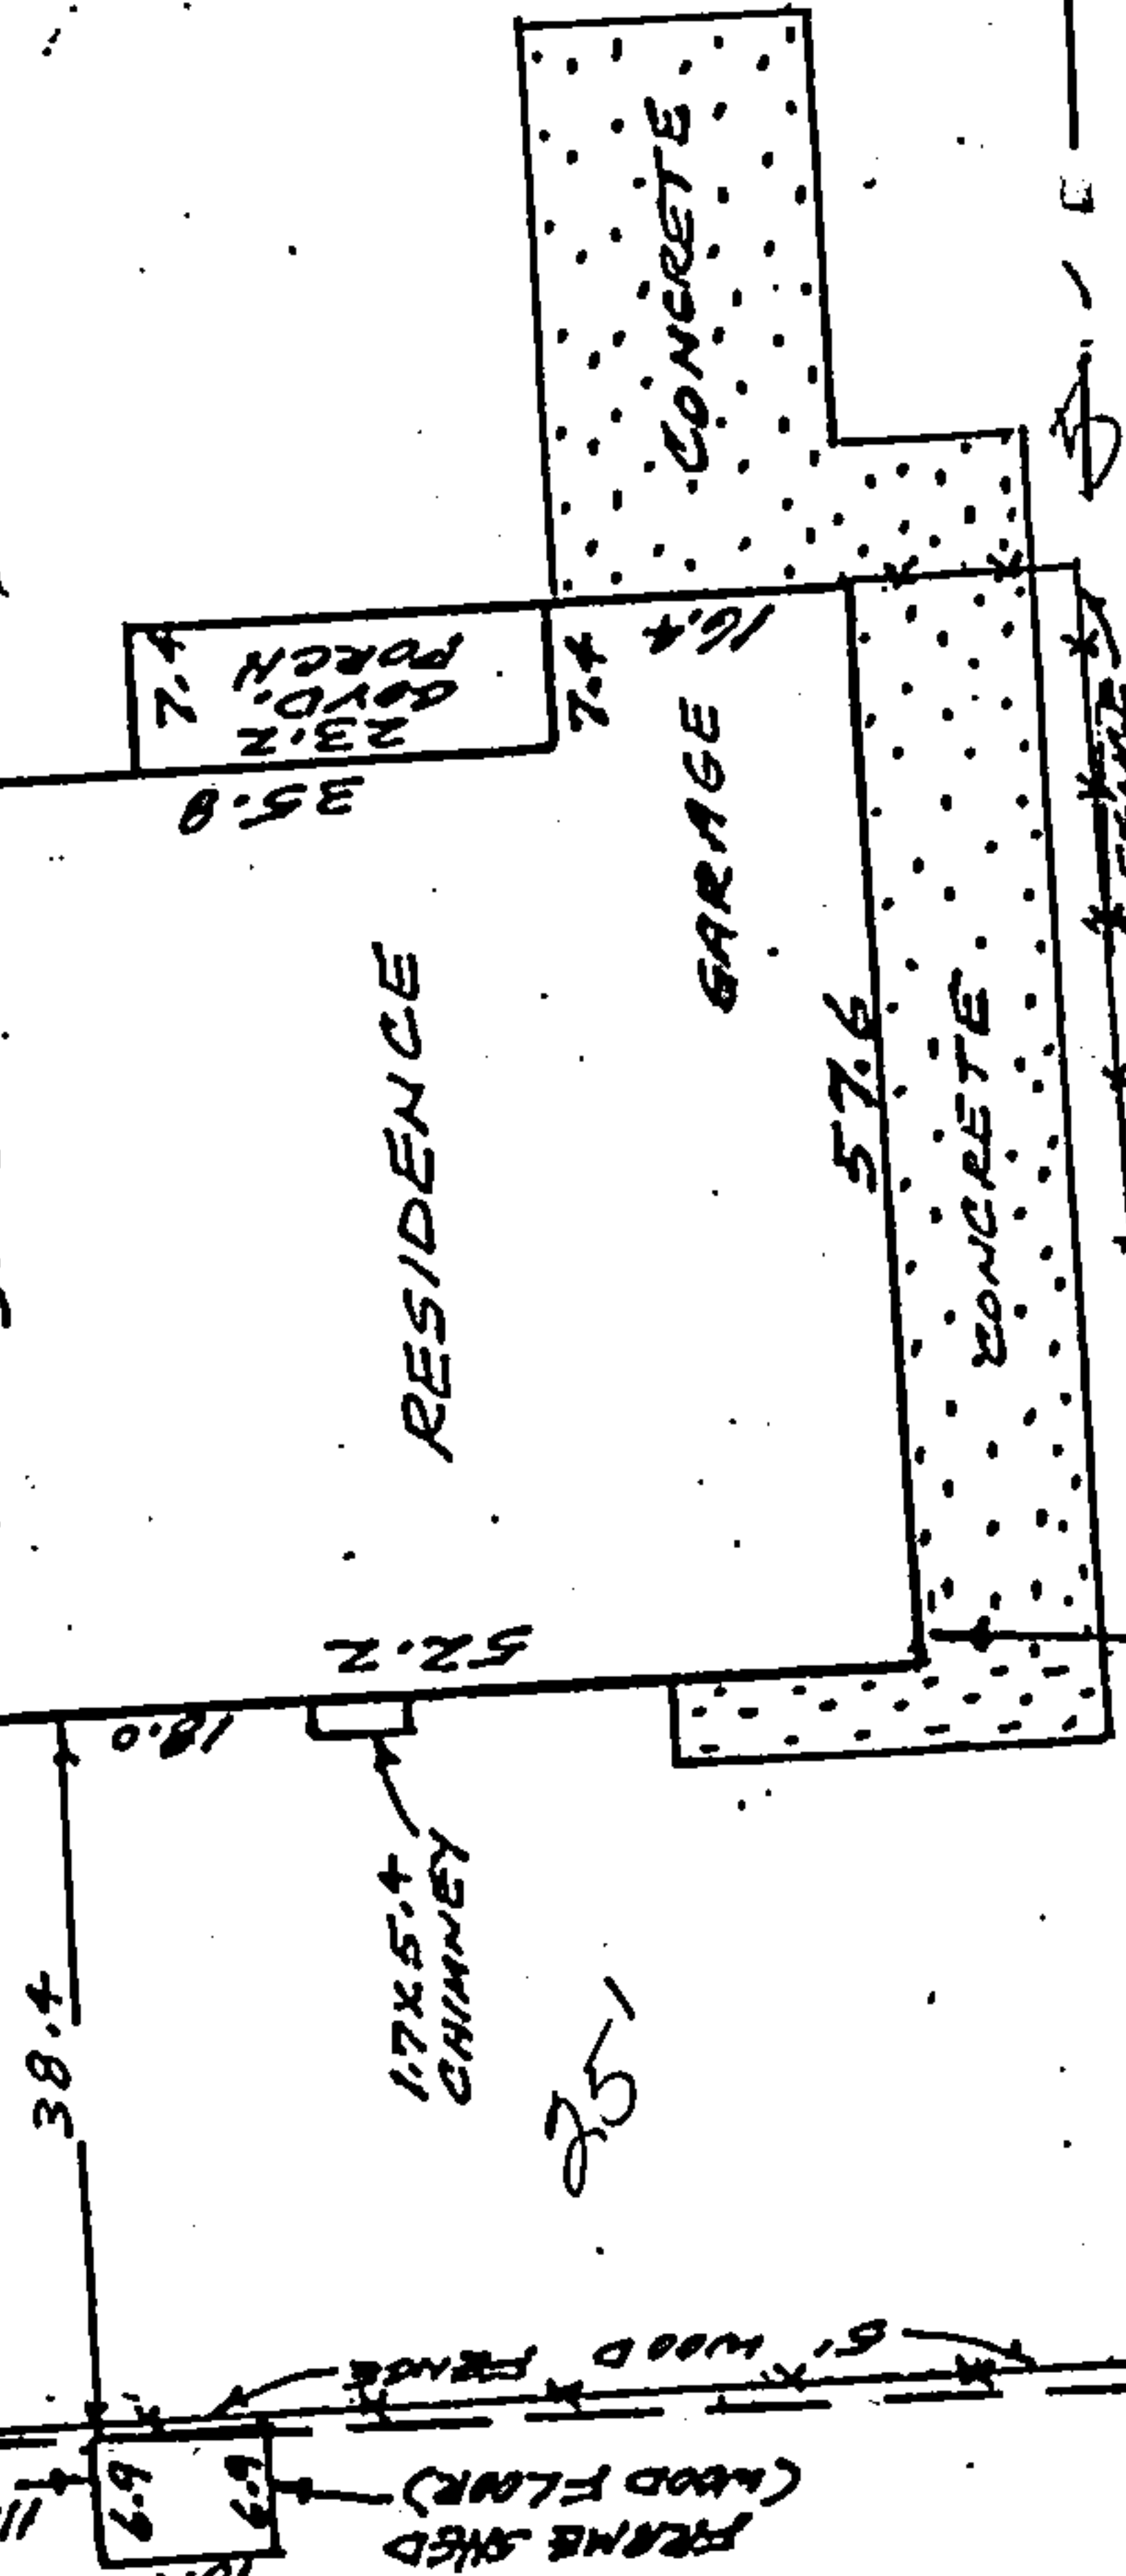 CONCRETE
7.4
COVD.
PORCH
23.2
7.4
16.4
35.8
GARAGE
RESIDENCE
57.6
CONCRETE
52.2
18.0
1.7X5.4
CHIMNEY
38.4
251
6' WOOD FENCE
6.9
6.9
FRAME SHED
(WOOD FLOOR)